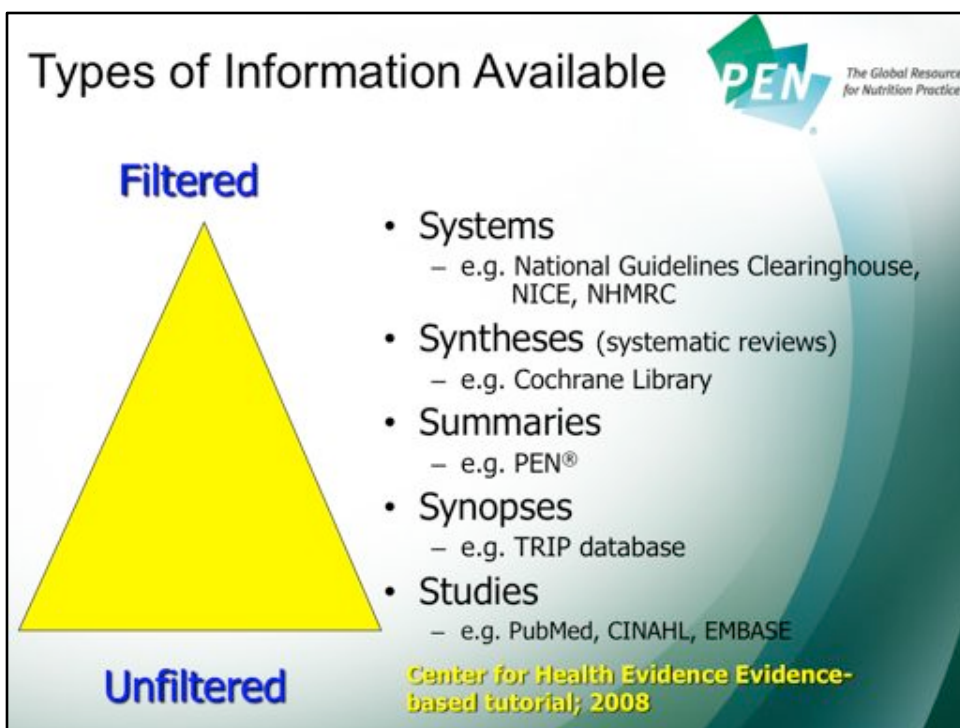 Types of Information Available
PEN
The Global Resource
for Nutrition Practice
®
Filtered
• Systems
– e.g. National Guidelines Clearinghouse,
NICE, NHMRC
• Syntheses (systematic reviews)
– e.g. Cochrane Library
• Summaries
– e.g. PEN®
• Synopses
– e.g. TRIP database
• Studies
– e.g. PubMed, CINAHL, EMBASE
Unfiltered
Center for Health Evidence Evidence-
based tutorial; 2008